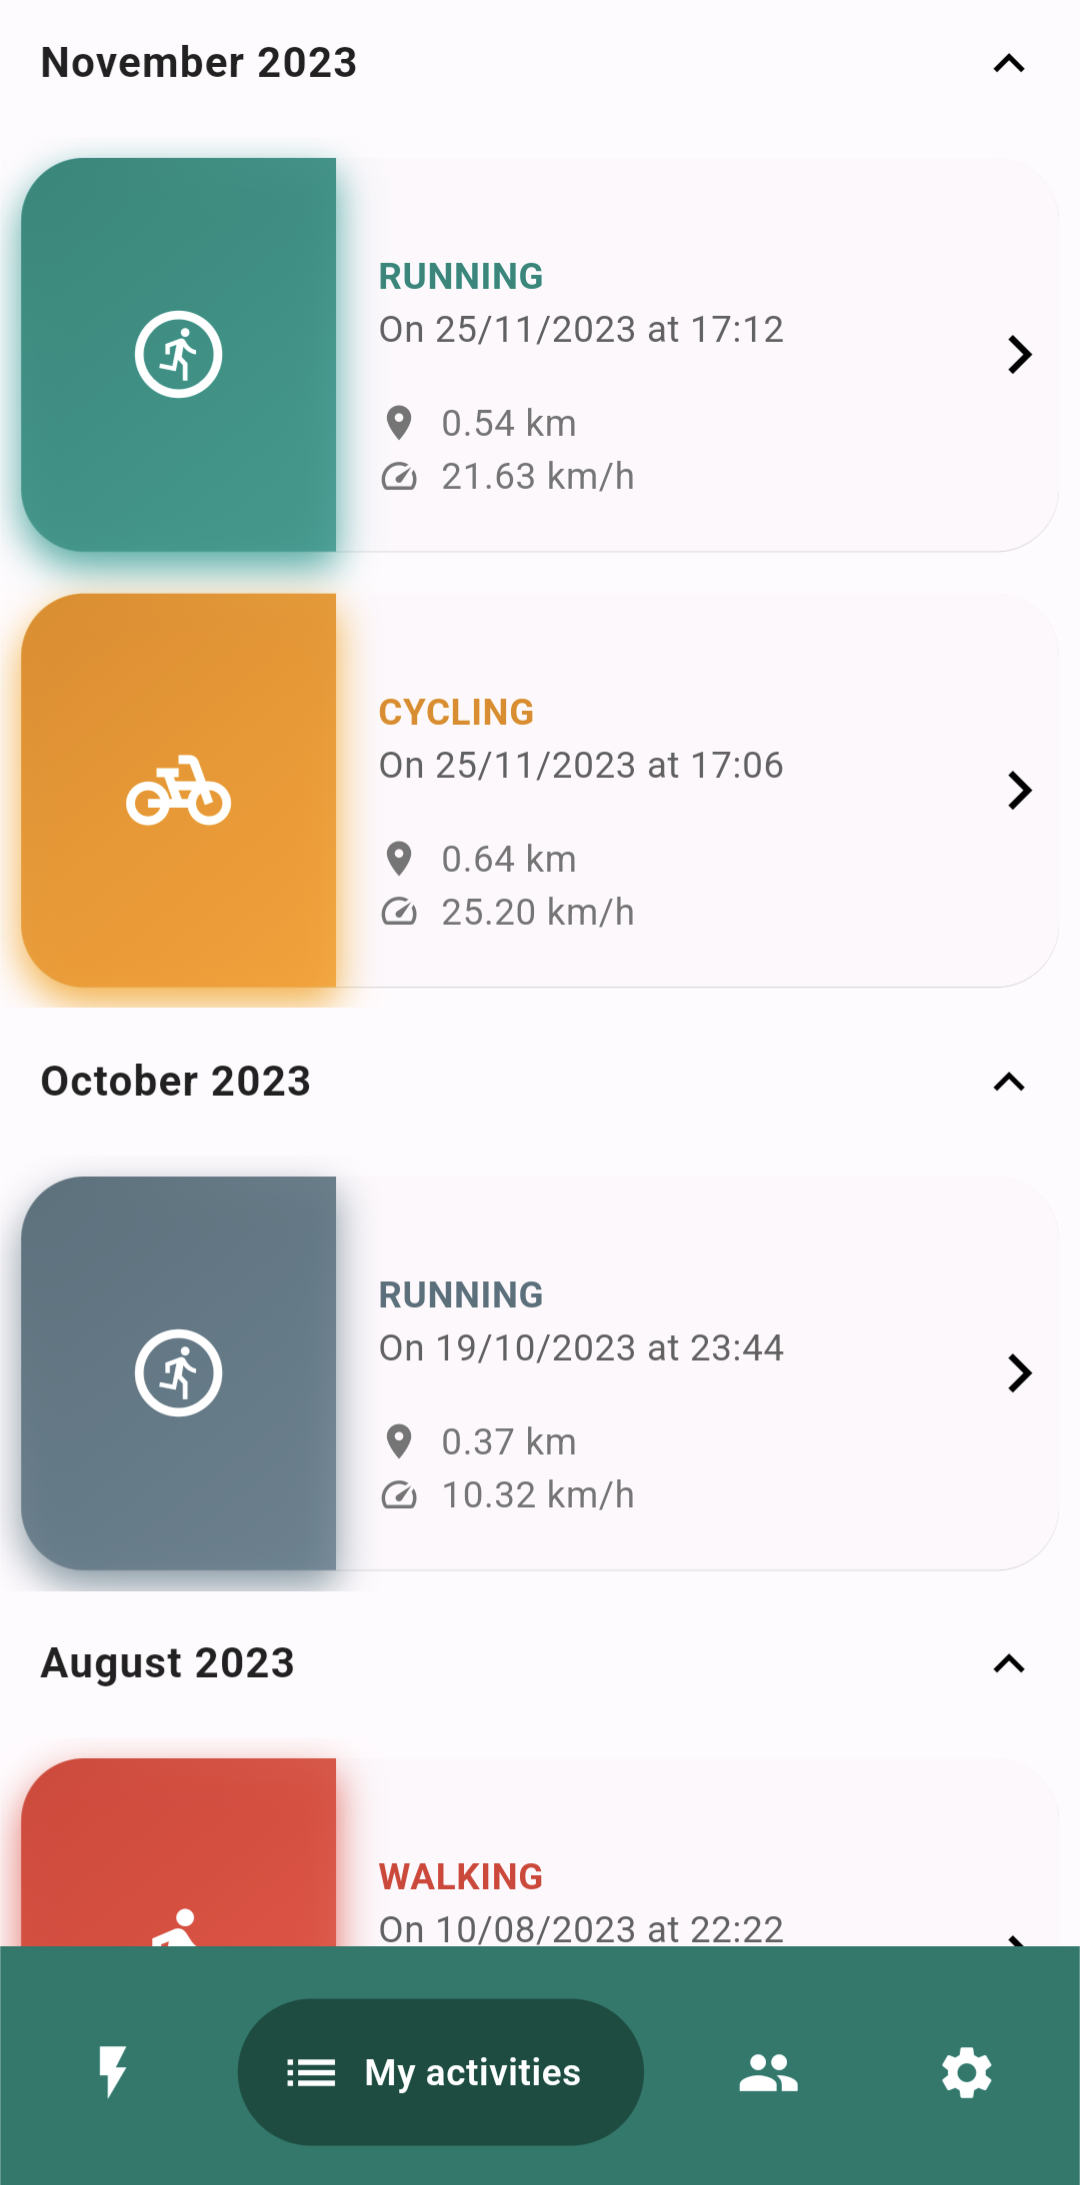 November 2023
RUNNING
On 25/11/2023 at 17:12
0.54 km
21.63 km/h
CYCLING
On 25/11/2023 at 17:06
0.64 km
25.20 km/h
October 2023
RUNNING
On 19/10/2023 at 23:44
0.37 km
10.32 km/h
August 2023
WALKING
On 10/08/2023 at 22:22
My activities